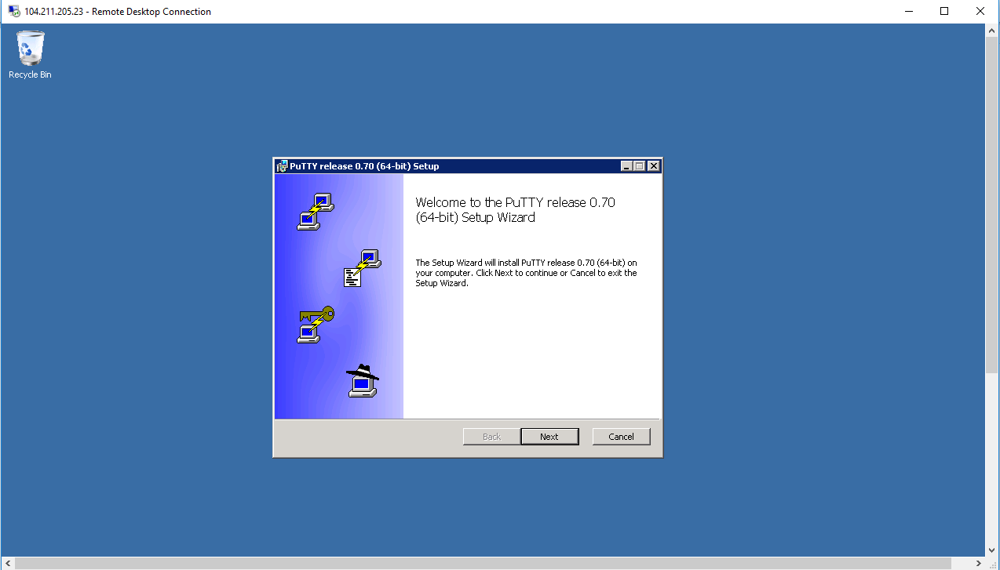 104.211.205.23 - Remote Desktop Connection
Recycle Bin
PuTTY release 0.70 (64-bit) Setup
Welcome to the PuTTY release 0.70
(64-bit) Setup Wizard
The Setup Wizard will install PuTTY release 0.70 (64-bit) on
your computer. Click Next to continue or Cancel to exit the
Setup Wizard.
Back
Next
Cancel